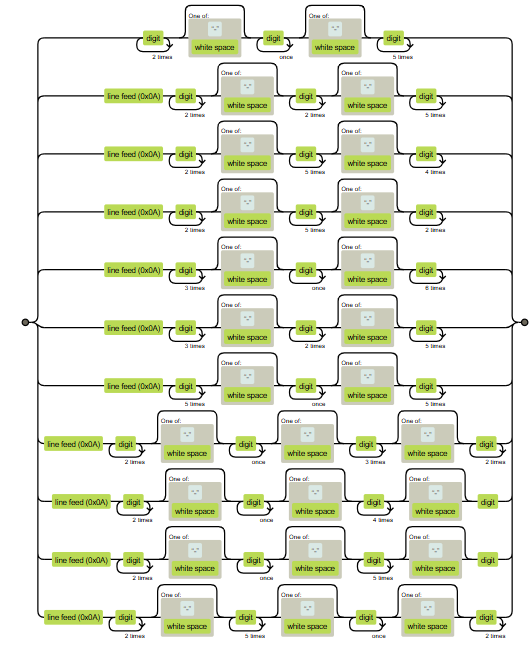 One of: One of:
digit digit digit
white space white space
2 times once 5 times
One of: One of:
line feed (0x0A) digit digit digit
white space white space
2 times 2 times 5 times
One of: One of:
line feed (0x0A) digit digit digit
white space white space
2 times 5 times 4 times
One of: One of:
line feed (0x0A) digit digit digit
white space white space
2 times 5 times 2 times
One of: One of:
line feed (0x0A) digit digit digit
white space white space
3 times once 6 times
One of: One of:
line feed (0x0A) digit digit digit
white space white space
3 times 2 times 5 times
One of: One of:
line feed (0x0A) digit digit digit
white space white space
5 times once 5 times
One of: One of: One of:
line feed (0x0A) digit digit digit digit
white space white space white space
2 times once 3 times 2 times
One of: One of: One of:
line feed (0x0A) digit digit digit digit
white space white space white space
2 times once 4 times
One of: One of: One of:
line feed (0x0A) digit digit digit digit
white space white space white space
2 times once 5 times
One of: One of: One of:
line feed (0x0A) digit digit digit digit
white space white space white space
2 times 5 times once 2 times